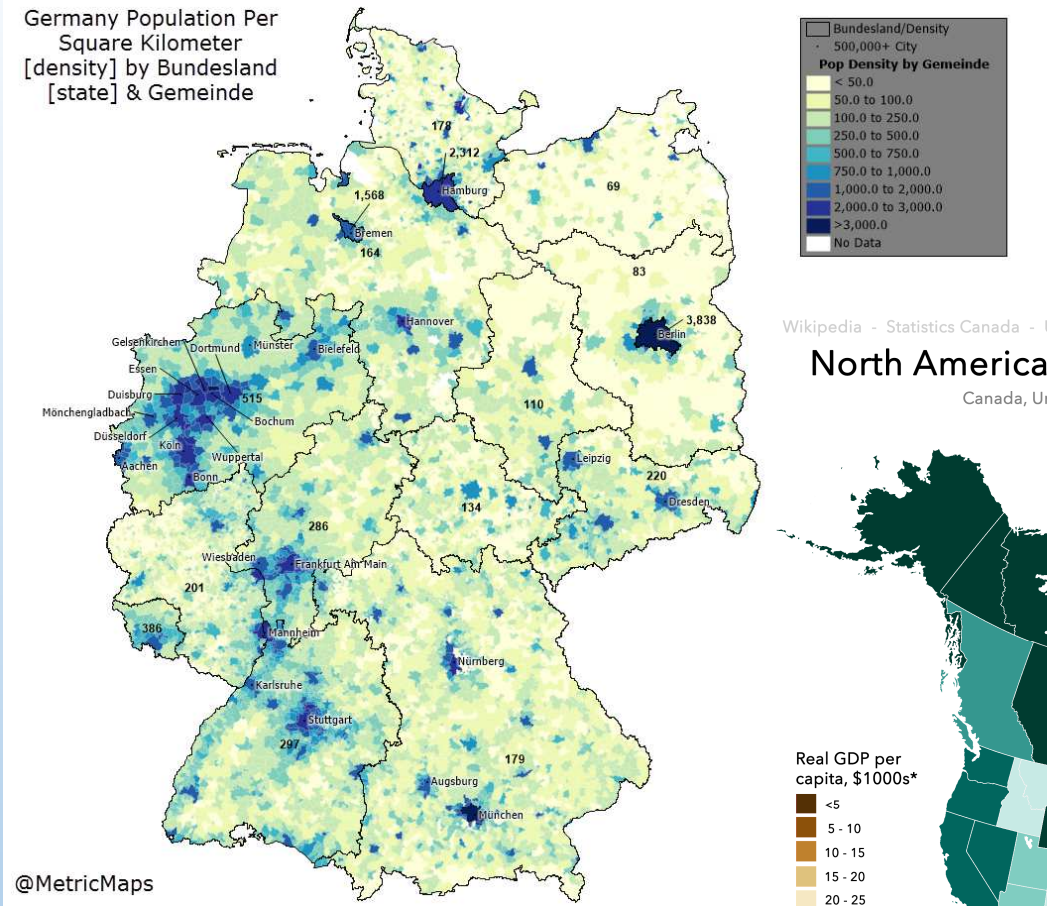 Germany Population Per
Square Kilometer
[density] by Bundesland
[state] & Gemeinde
Bundesland/Density
500,000+ City
Pop Density by Gemeinde
< 50.0
50.0 to 100.0
100.0 to 250.0
250.0 to 500.0
500.0 to 750.0
750.0 to 1,000.0
1,000.0 to 2,000.0
2,000.0 to 3,000.0
>3,000.0
No Data
178
2,312
Hamburg
69
1,568
Bremen
164
83
3,838
Berlin
Hannover
Gelsenkirchen
Dortmund
Münster
Bielefeld
Essen
Duisburg
515
110
Mönchengladbach
Bochum
Düsseldorf
Köln
Wuppertal
Aachen
Bonn
Leipzig
220
Dresden
134
286
Wiesbaden
Frankfurt Am Main
201
386
Mannheim
Nürnberg
Karlsruhe
Stuttgart
297
179
Augsburg
München
@MetricMaps
Wikipedia - Statistics Canada -
North America
Canada,
Real GDP per
capita, $1000s*
<5
5 - 10
10 - 15
15 - 20
20 - 25